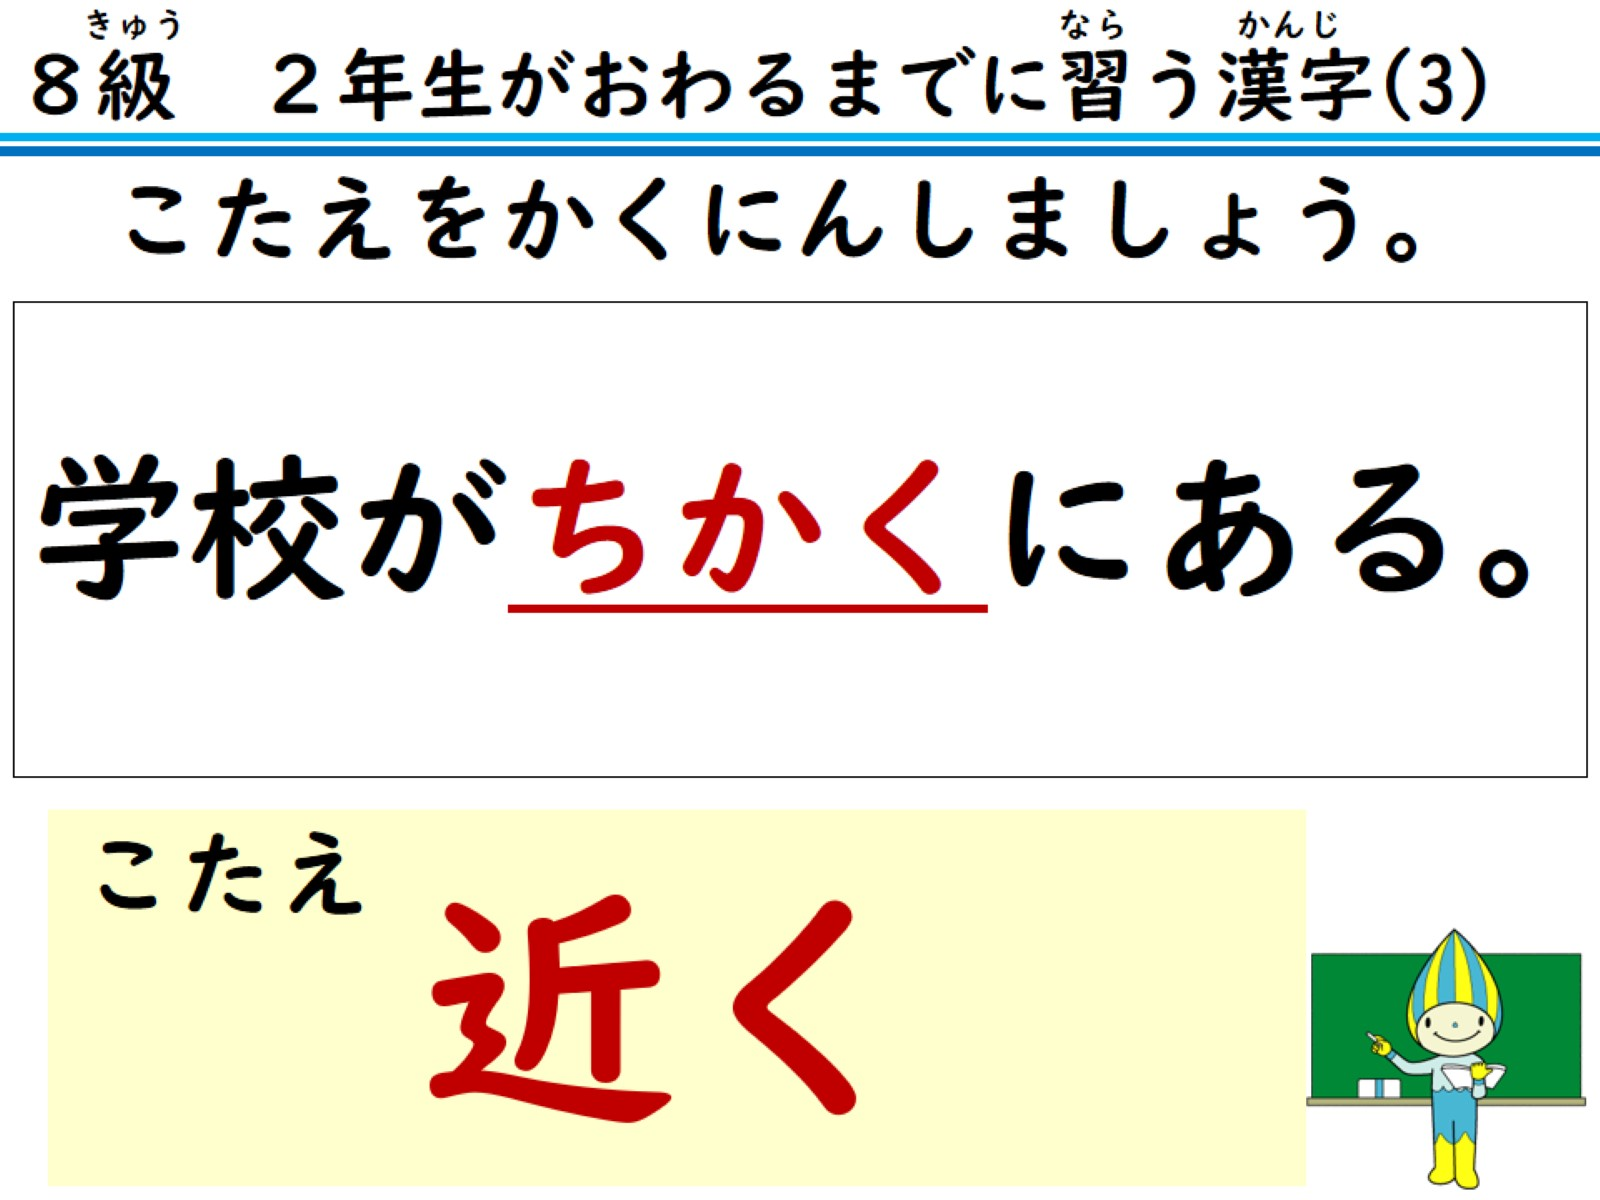 きゅう なら かんじ
８級　２年生がおわるまでに習う漢字(3)
こたえをかくにんしましょう。
学校がちかくにある。
こたえ
近く